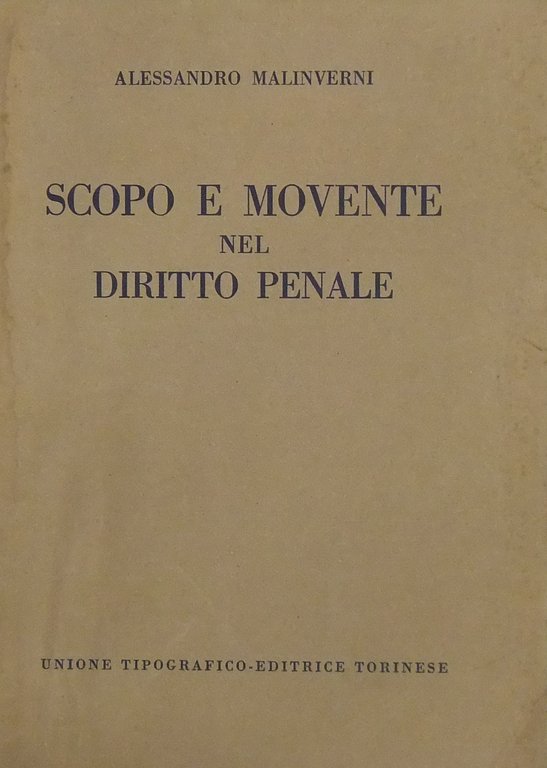 ALESSANDRO MALINVERNI
SCOPO E MOVENTE
NEL
DIRITTO PENALE
UNIONE TIPOGRAFICO-EDITRICE TORINESE